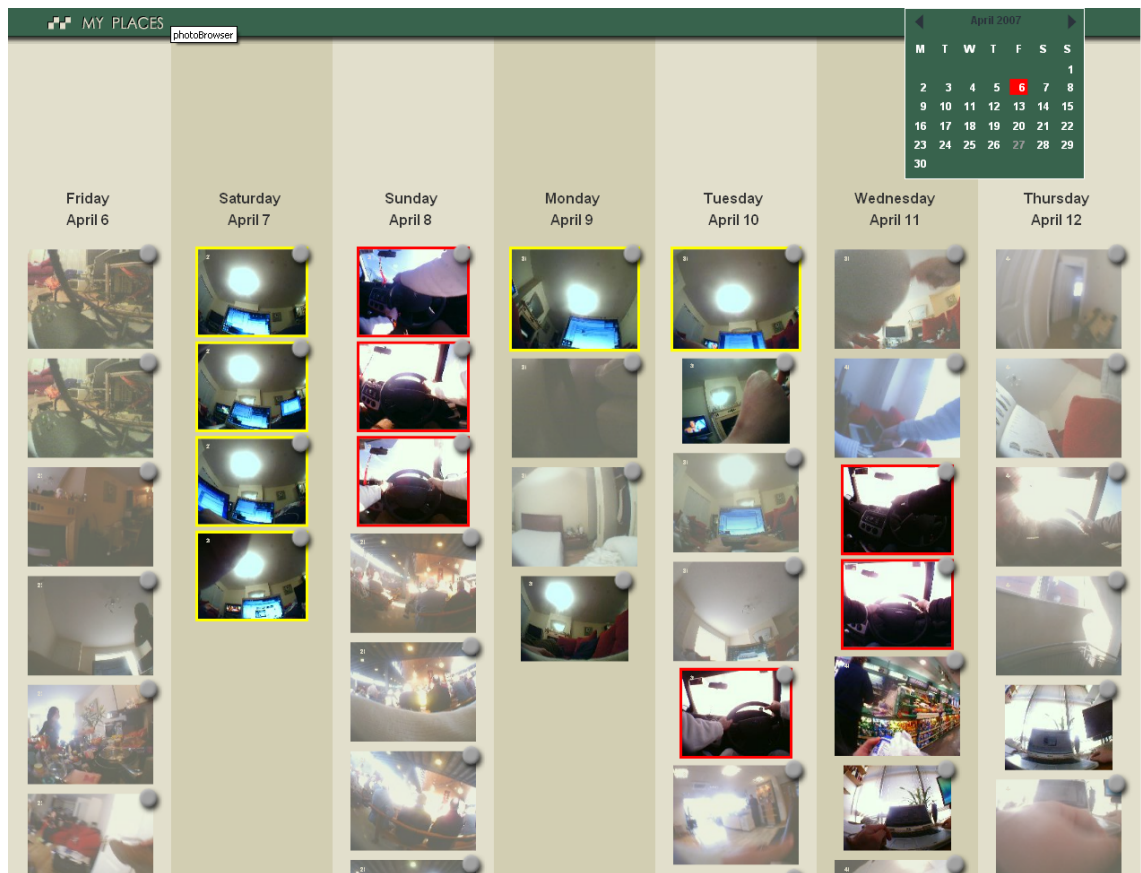 MY PLACES
photoBrowser
April 2007
M T W T F S S
1
2 3 4 5 6 7 8
9 10 11 12 13 14 15
16 17 18 19 20 21 22
23 24 25 26 27 28 29
30
Friday
April 6
Saturday
April 7
Sunday
April 8
Monday
April 9
Tuesday
April 10
Wednesday
April 11
Thursday
April 12